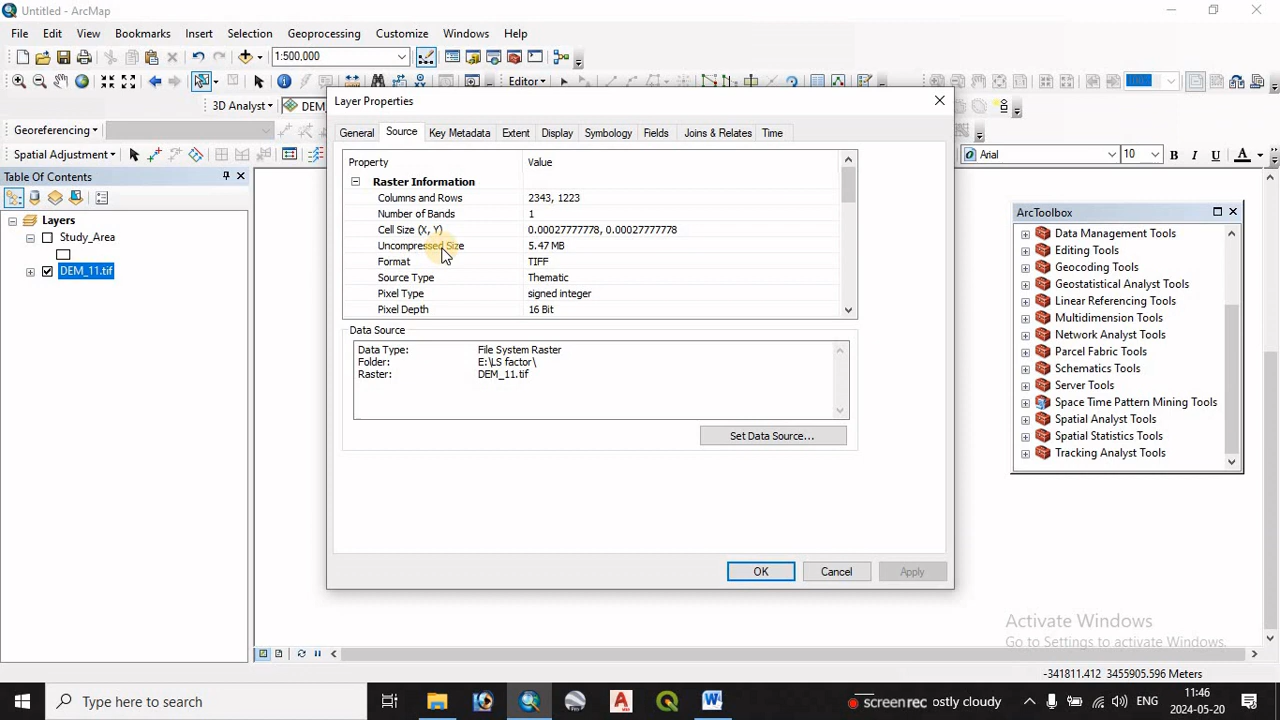 Untitled - ArcMap
File Edit View Bookmarks Insert Selection Geoprocessing Customize Windows Help
1:500,000
Editor
3D Analyst DEM_
Georeferencing
Spatial Adjustment
Arial 10 B I U A
Table Of Contents
Layers
Study_Area
DEM_11.tif
Layer Properties
General Source Key Metadata Extent Display Symbology Fields Joins & Relates Time
Property Value
Raster Information
Columns and Rows 2343, 1223
Number of Bands 1
Cell Size (X, Y) 0.00027777778, 0.00027777778
Uncompressed Size 5.47 MB
Format TIFF
Source Type Thematic
Pixel Type signed integer
Pixel Depth 16 Bit
Data Source
Data Type: File System Raster
Folder: E:\LS factor\
Raster: DEM_11.tif
Set Data Source...
OK Cancel Apply
ArcToolbox
Data Management Tools
Editing Tools
Geocoding Tools
Geostatistical Analyst Tools
Linear Referencing Tools
Multidimension Tools
Network Analyst Tools
Parcel Fabric Tools
Schematics Tools
Server Tools
Space Time Pattern Mining Tools
Spatial Analyst Tools
Spatial Statistics Tools
Tracking Analyst Tools
Activate Windows
Go to Settings to activate Windows.
-341811.412 3455905.596 Meters
Type here to search
screenrec ostly cloudy
ENG
11:46
2024-05-20